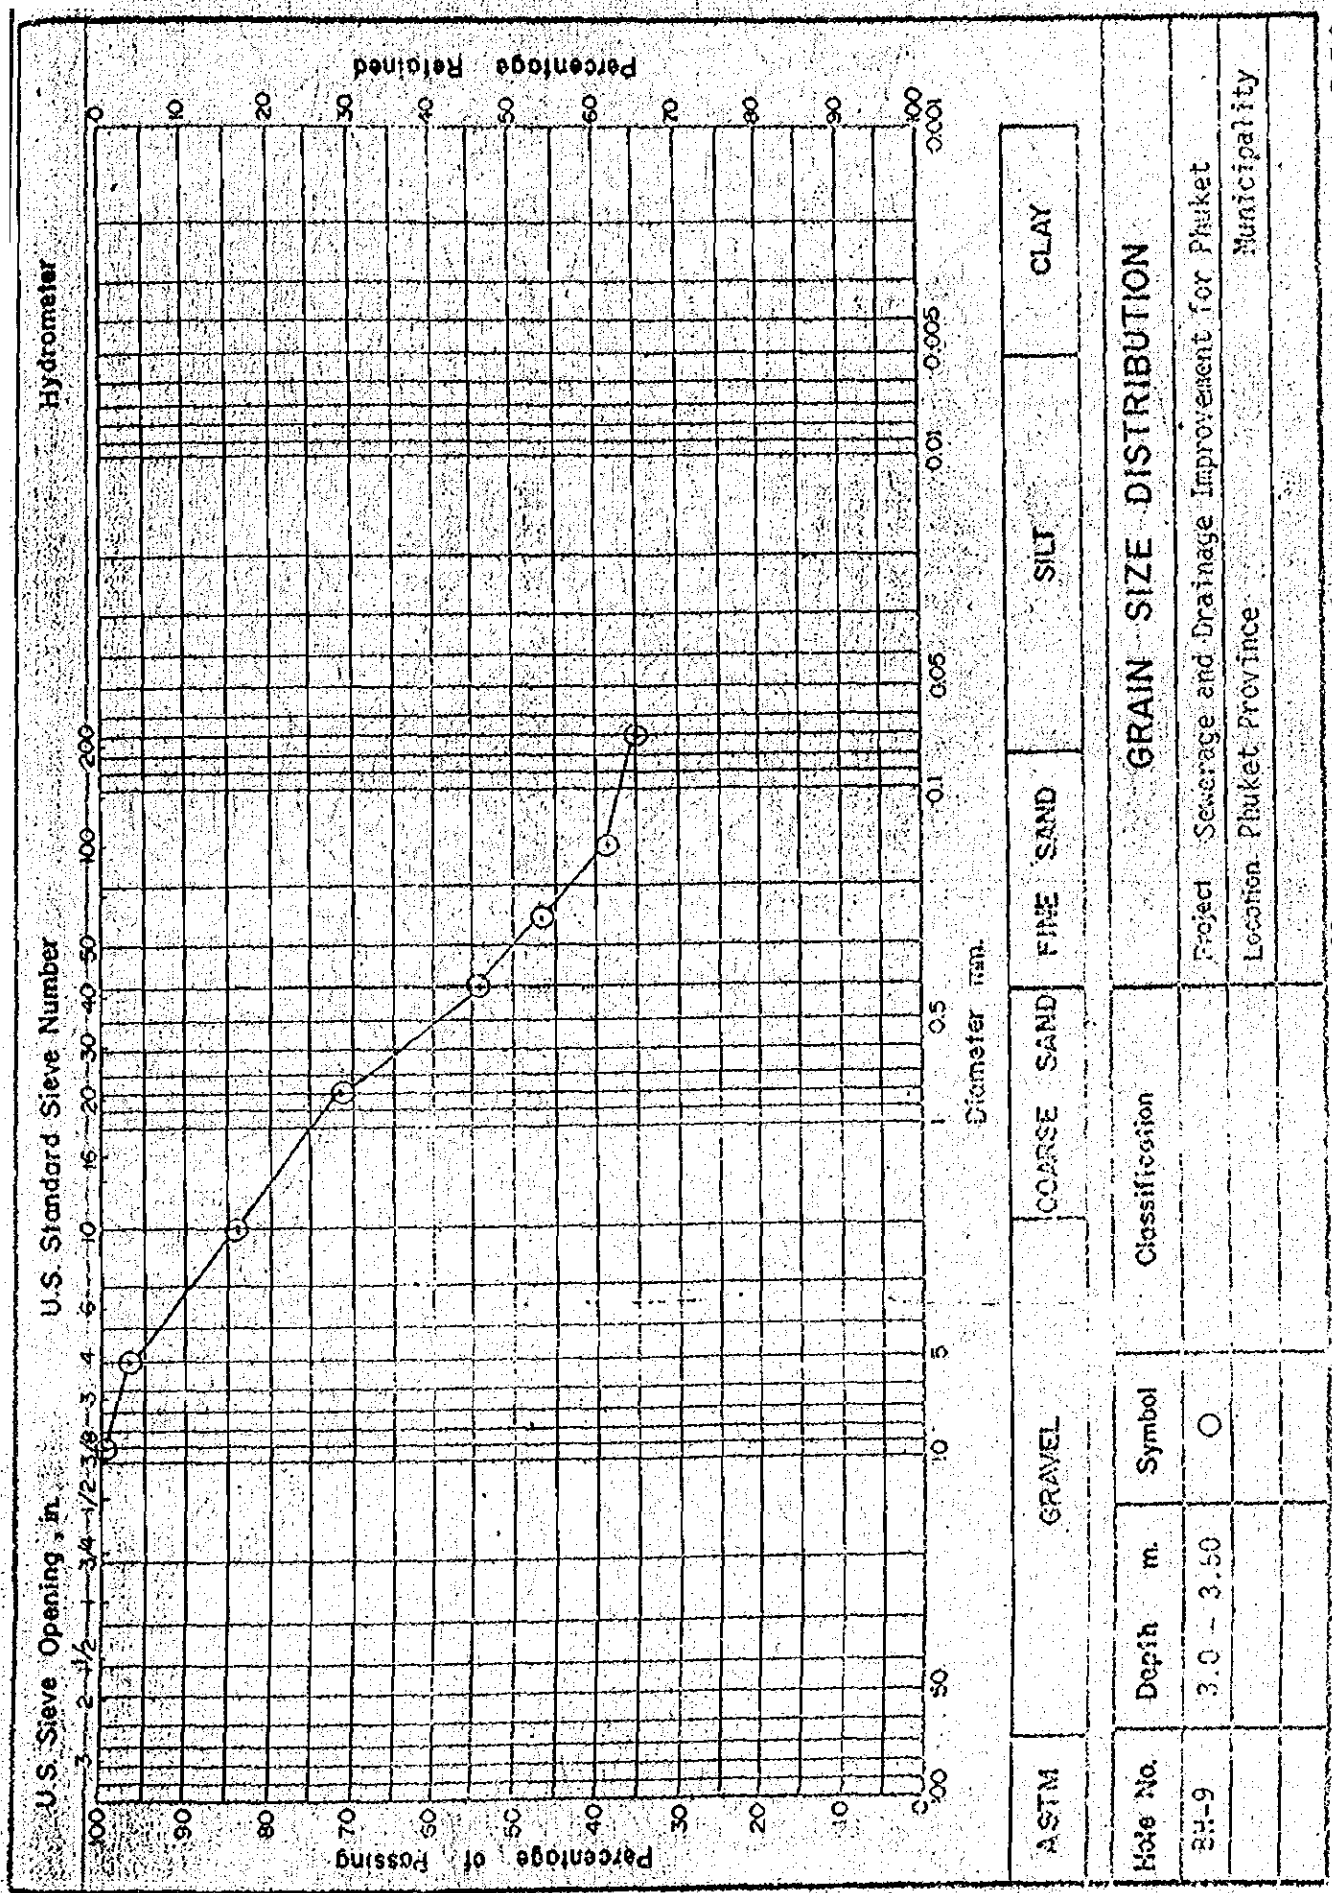 U.S. Sieve Opening, in. U.S. Standard Sieve Number Hydrometer
3 2 1 1/2 1 3/4 1/2 3/8 3 4 6 10 16 20 30 40 50 100 200
Percentage of Passing
100
90
80
70
60
50
40
30
20
10
0
Percentage Retained
0
10
20
30
40
50
60
70
80
90
100
100 50 10 5 1 0.5 0.1 0.05 0.01 0.005 0.001
Diameter mm.
ASTM GRAVEL COARSE SAND FINE SAND SILT CLAY
Hole No. Depth m. Symbol Classification GRAIN SIZE DISTRIBUTION
BH-9 3.0 - 3.50 Project Sewerage and Drainage Improvement for Phuket
Location Phuket Province Municipality